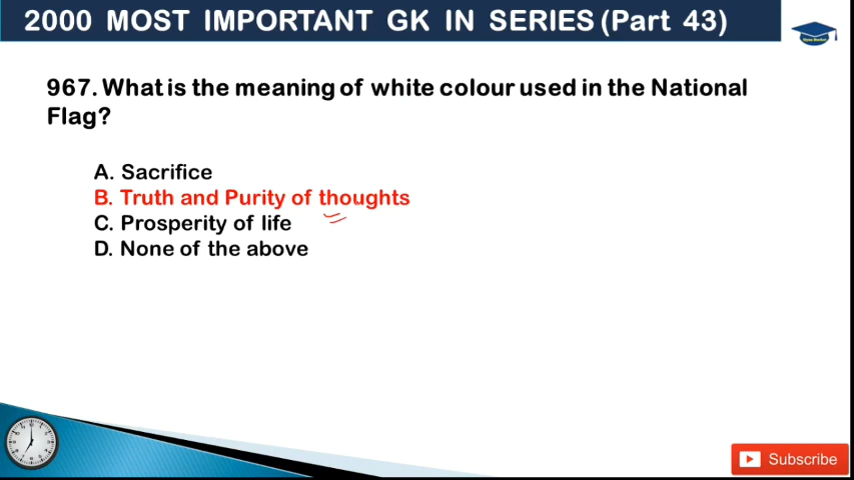 2000 MOST IMPORTANT GK IN SERIES (Part 43)
967. What is the meaning of white colour used in the National
Flag?
A. Sacrifice
B. Truth and Purity of thoughts
C. Prosperity of life
D. None of the above
Subscribe